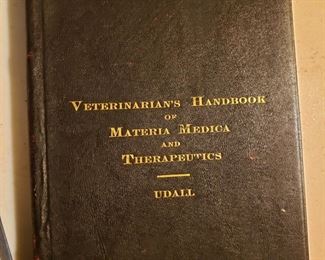 VETERINARIAN'S HANDBOOK
OF
MATERIA MEDICA
AND
THERAPEUTICS
UDALL